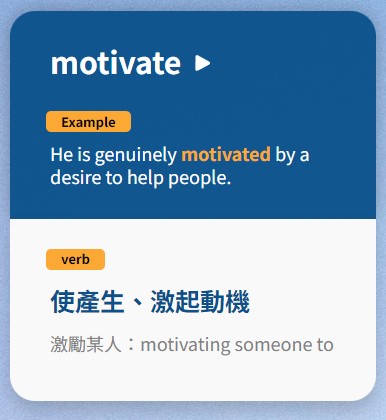 motivate
Example
He is genuinely motivated by a
desire to help people.
verb
使產生、激起動機
激勵某人：motivating someone to